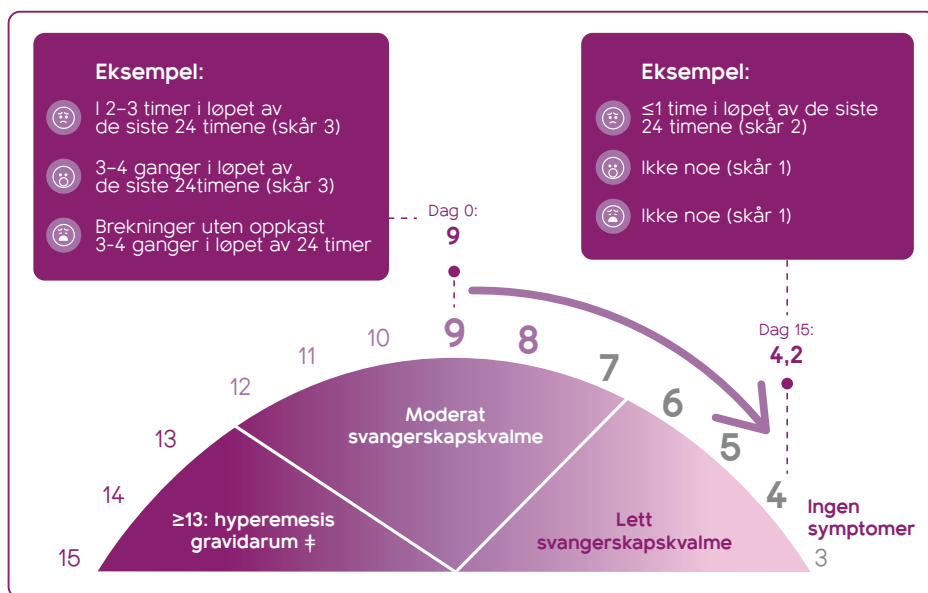 Eksempel:
I 2–3 timer i løpet av
de siste 24 timene (skår 3)
3–4 ganger i løpet av
de siste 24timene (skår 3)
Brekninger uten oppkast
3-4 ganger i løpet av 24 timer
Eksempel:
≤1 time i løpet av de siste
24 timene (skår 2)
Ikke noe (skår 1)
Ikke noe (skår 1)
Dag 0:
9
Dag 15:
4,2
15
14
13
12
11
10
9
8
7
6
5
4
3
Ingen
symptomer
Moderat
svangerskapskvalme
≥13: hyperemesis
gravidarum ‡
Lett
svangerskapskvalme